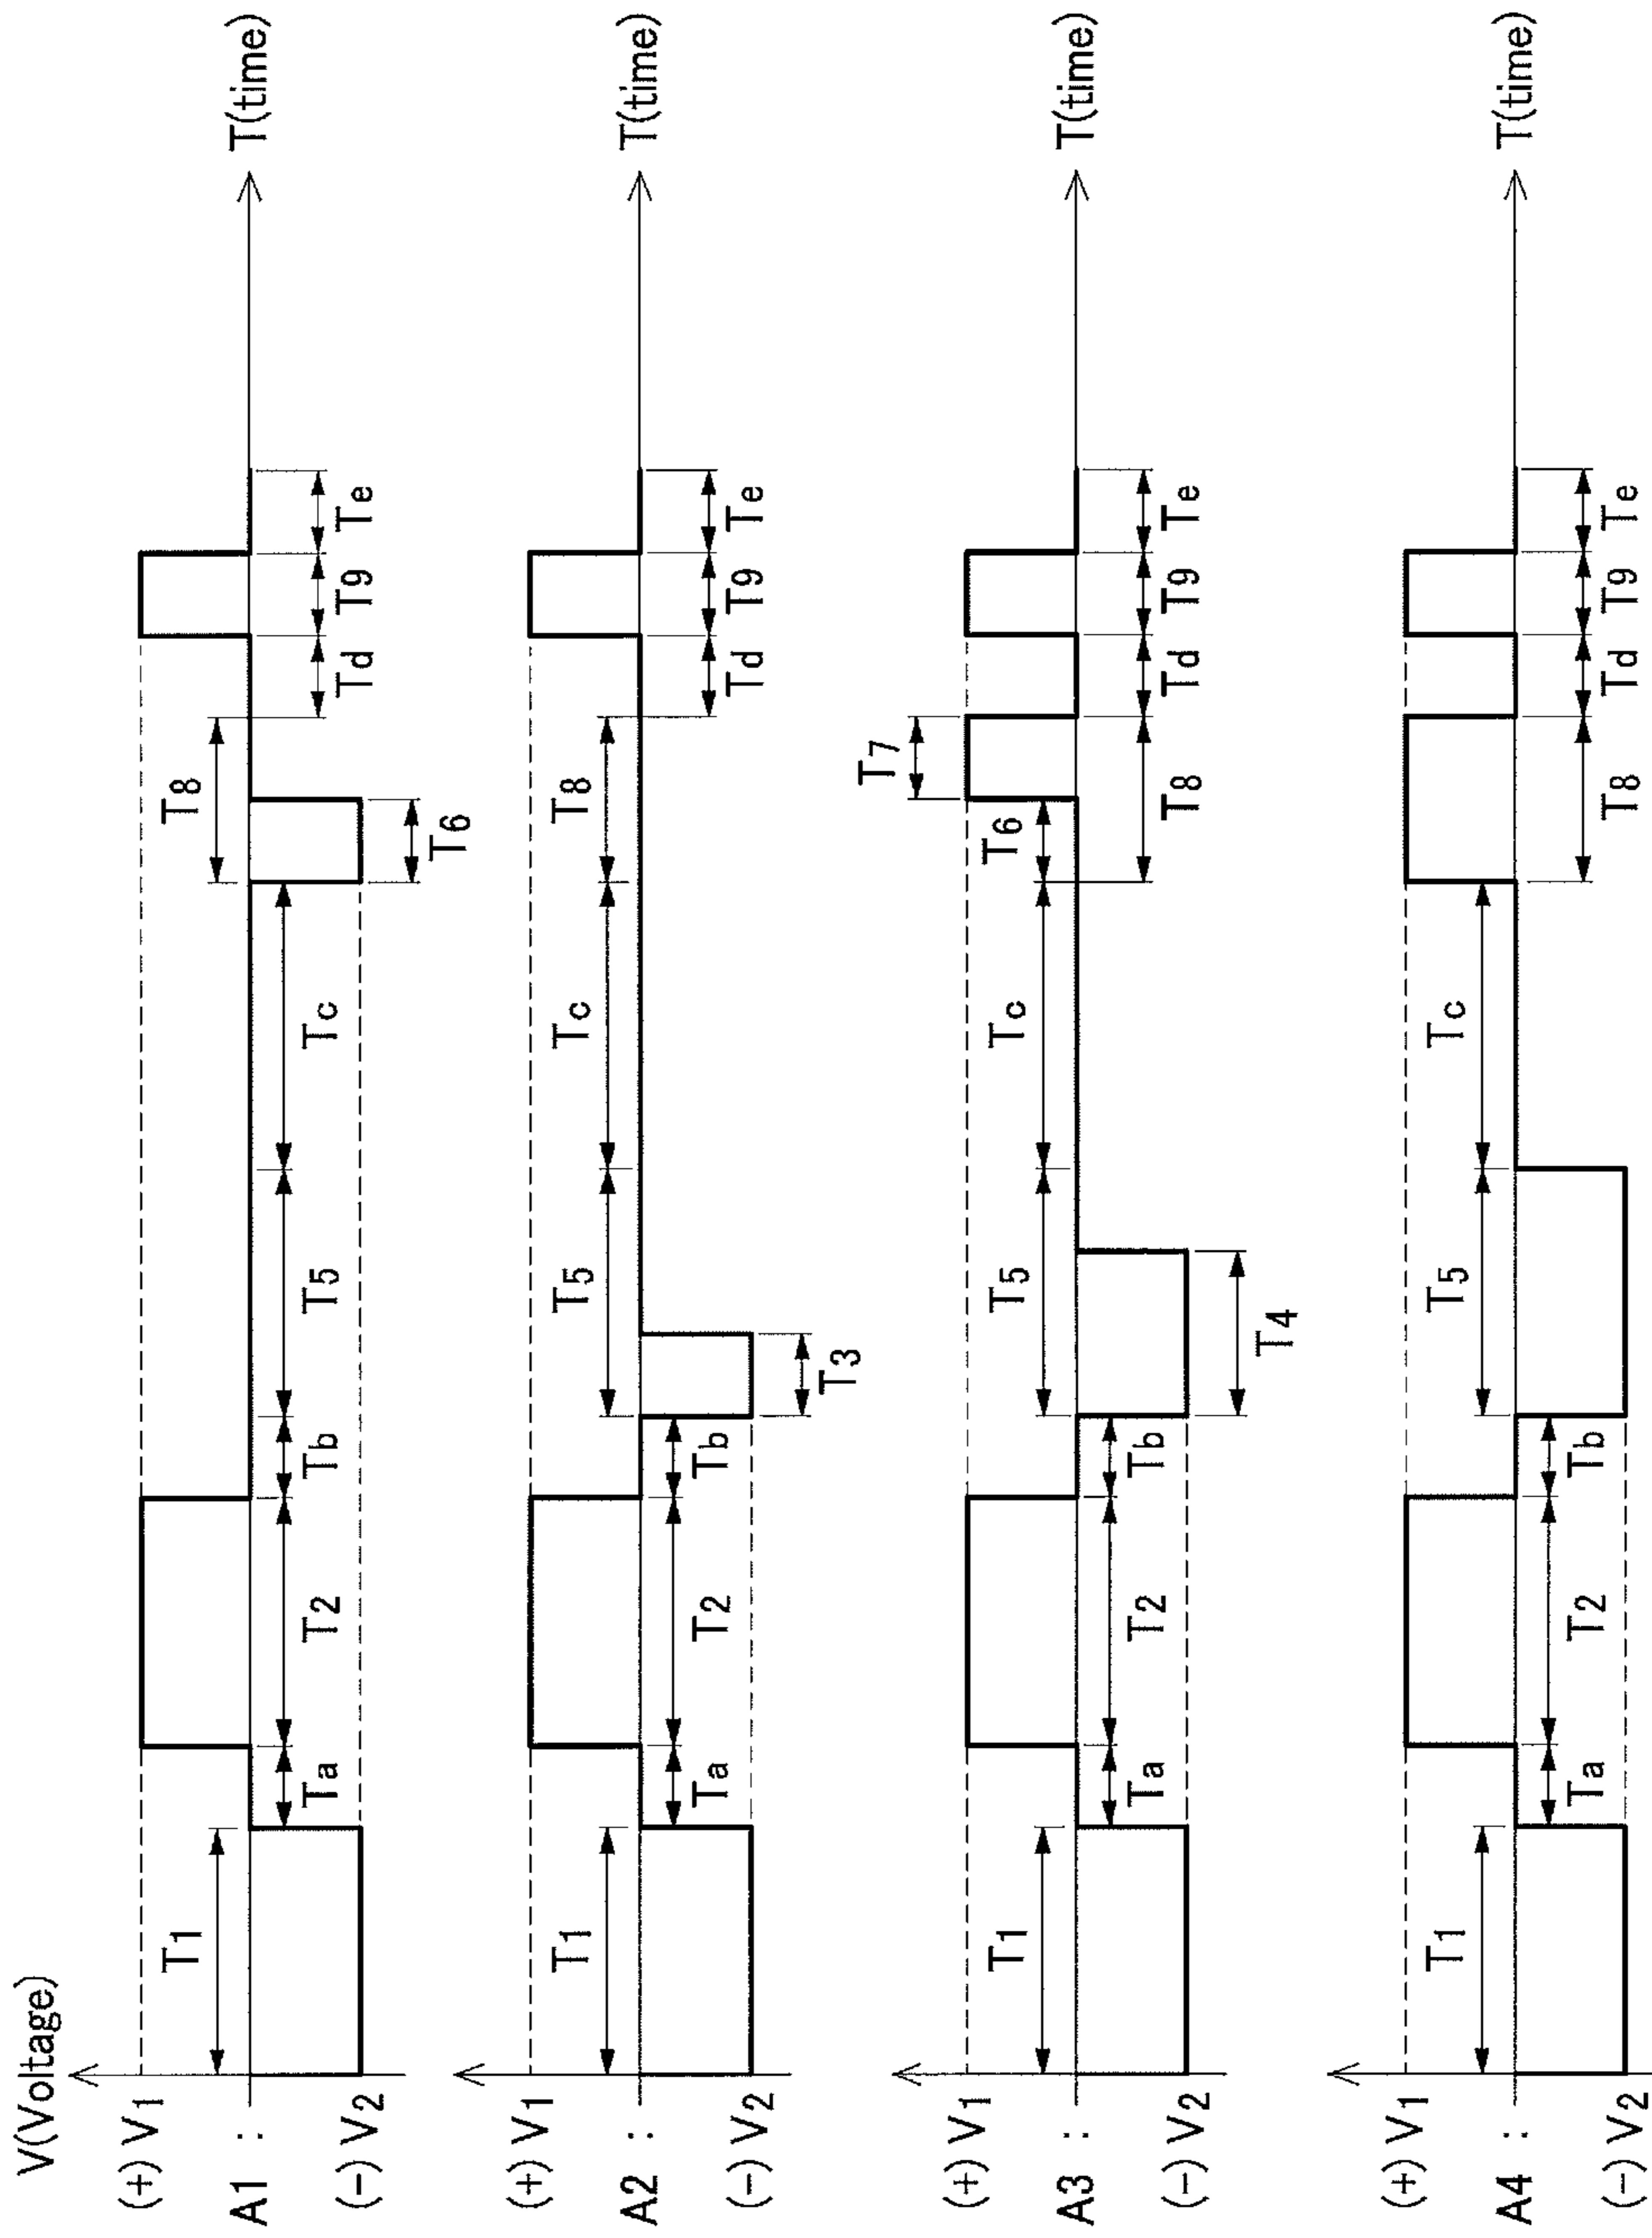 V(Voltage)
(+) V1
A1 :
(-) V2
T1
Ta
T2
Tb
T5
Tc
T8
T6
Td
T9
Te
T(time)
(+) V1
A2 :
(-) V2
T1
Ta
T2
Tb
T5
T3
Tc
T8
Td
T9
Te
T(time)
(+) V1
A3 :
(-) V2
T1
Ta
T2
Tb
T5
T4
Tc
T6
T7
T8
Td
T9
Te
T(time)
(+) V1
A4 :
(-) V2
T1
Ta
T2
Tb
T5
Tc
T8
Td
T9
Te
T(time)